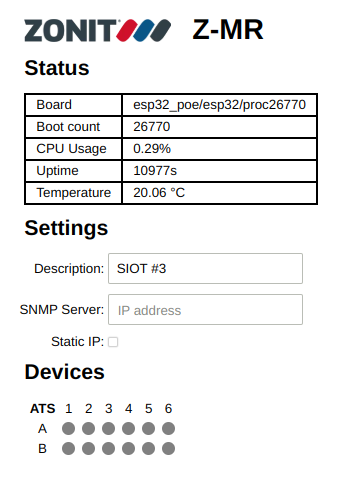 ZONIT Z-MR
Status
Board esp32_poe/esp32/proc26770
Boot count 26770
CPU Usage 0.29%
Uptime 10977s
Temperature 20.06 °C
Settings
Description: SIOT #3
SNMP Server: IP address
Static IP:
Devices
ATS 1 2 3 4 5 6
A
B